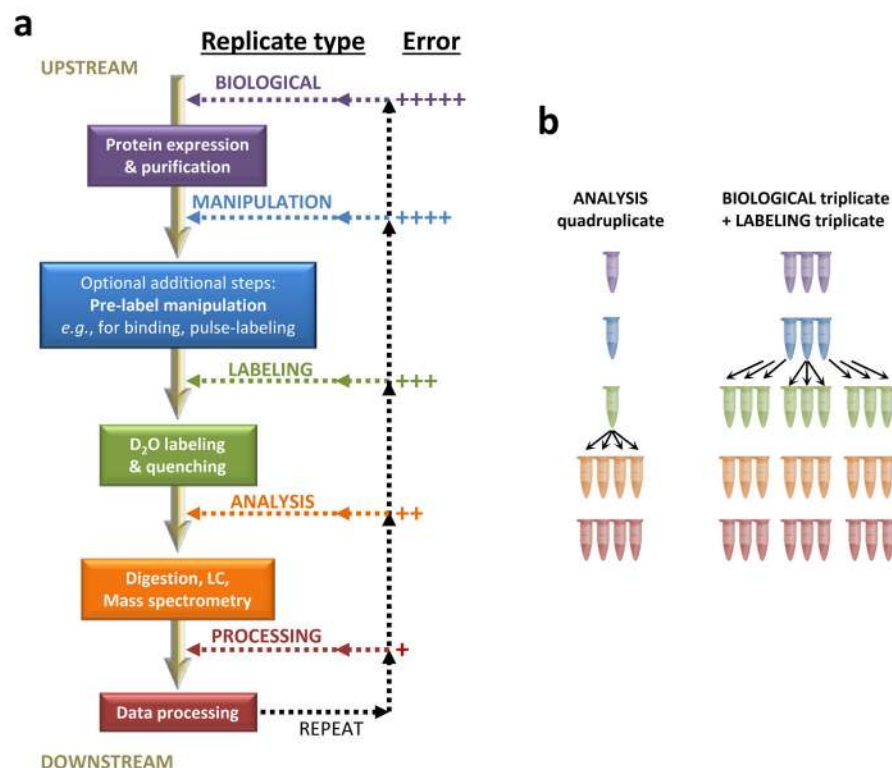 a
Replicate type
Error
UPSTREAM
BIOLOGICAL
+++++
Protein expression
& purification
MANIPULATION
++++
Optional additional steps:
Pre-label manipulation
e.g., for binding, pulse-labeling
LABELING
+++
D₂O labeling
& quenching
ANALYSIS
++
Digestion, LC,
Mass spectrometry
PROCESSING
+
Data processing
REPEAT
DOWNSTREAM
b
ANALYSIS
quadruplicate
BIOLOGICAL triplicate
+ LABELING triplicate